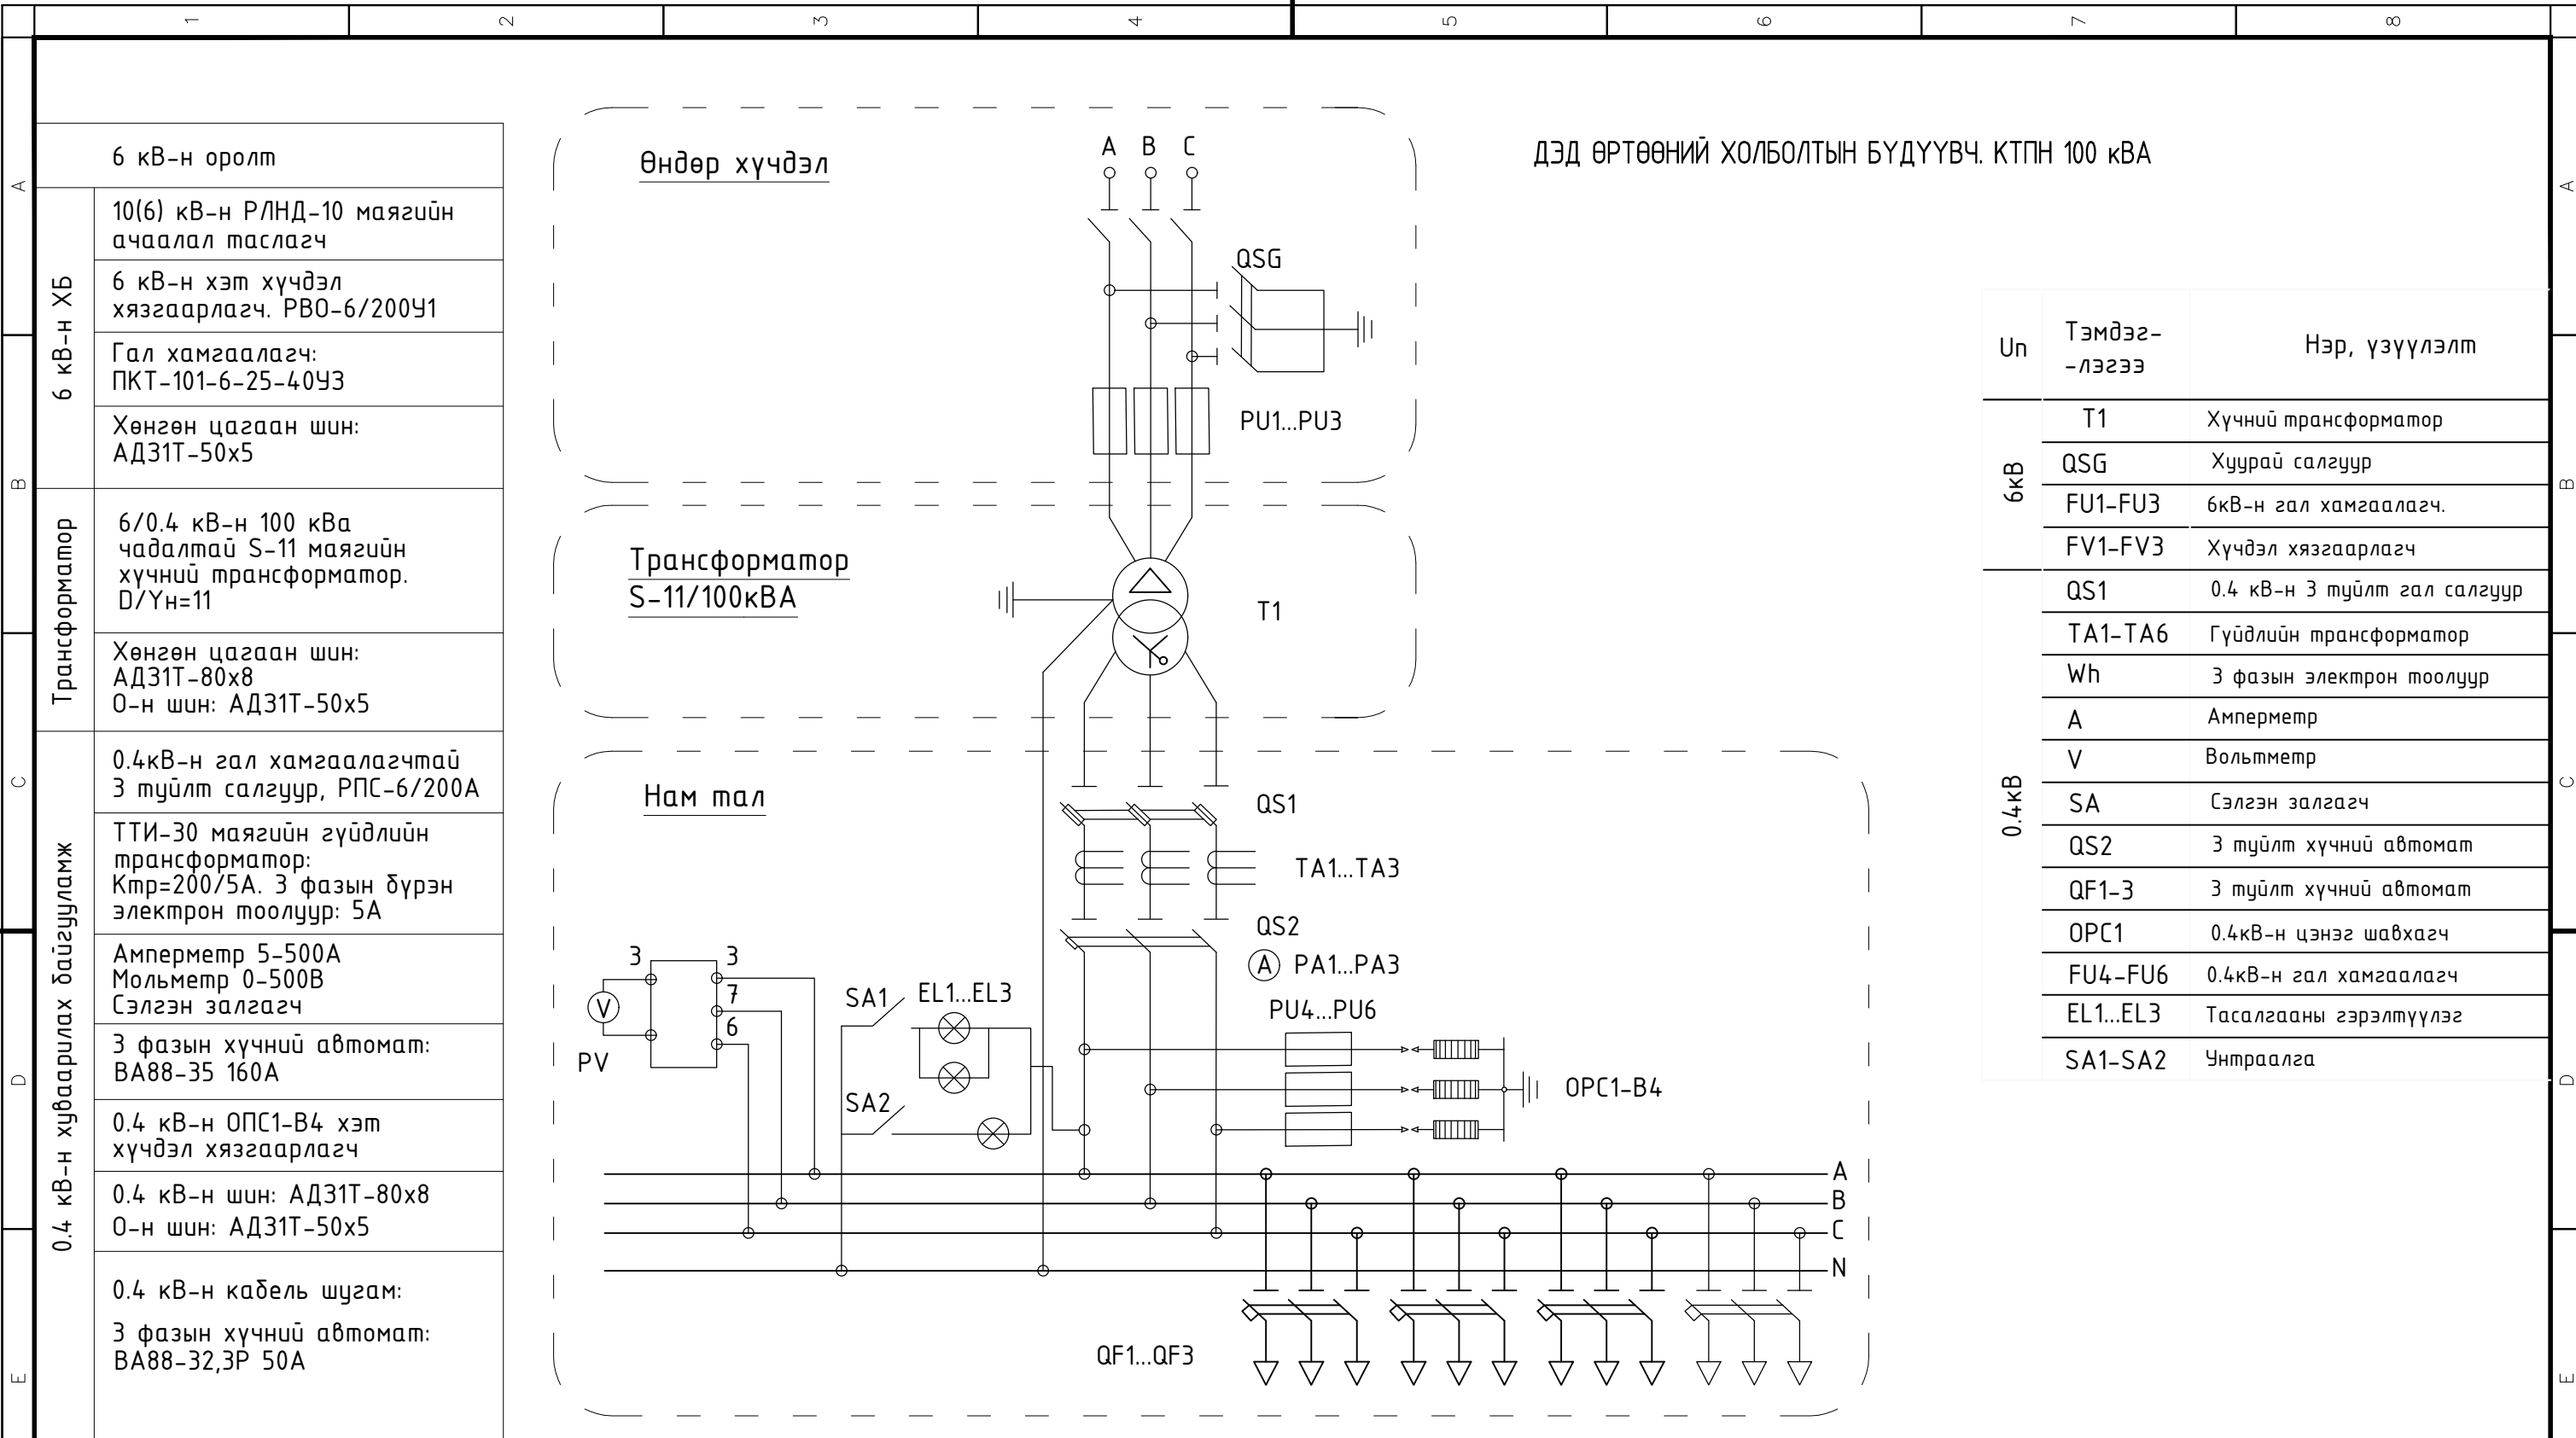 1 2 3 4 5 6 7 8
A
B
C
D
E
6 кВ-н оролт
6 кВ-н ХБ
10(6) кВ-н РЛНД-10 маягийн
ачаалал таслагч
6 кВ-н хэт хүчдэл
хязгаарлагч. РВО-6/200У1
Гал хамгаалагч:
ПКТ-101-6-25-40У3
Хөнгөн цагаан шин:
АД31Т-50x5
Трансформатор
6/0.4 кВ-н 100 кВа
чадалтай S-11 маягийн
хүчний трансформатор.
D/Yн=11
Хөнгөн цагаан шин:
АД31Т-80x8
О-н шин: АД31Т-50x5
0.4 кВ-н хуваарилах байгууламж
0.4кВ-н гал хамгаалагчтай
3 туйлт салгуур, РПС-6/200А
ТТИ-30 маягийн гүйдлийн
трансформатор:
Ктр=200/5А. 3 фазын бүрэн
электрон тоолуур: 5А
Амперметр 5-500А
Мольметр 0-500В
Сэлгэн залгагч
3 фазын хүчний автомат:
ВА88-35 160А
0.4 кВ-н ОПС1-В4 хэт
хүчдэл хязгаарлагч
0.4 кВ-н шин: АД31Т-80x8
О-н шин: АД31Т-50x5
0.4 кВ-н кабель шугам:
3 фазын хүчний автомат:
ВА88-32,3Р 50А
Өндөр хүчдэл
A B C
QSG
PU1...PU3
Трансформатор
S-11/100кВА
T1
Нам тал
QS1
TA1...TA3
QS2
A PA1...PA3
PU4...PU6
3 3
7
6
V
PV
SA1 EL1...EL3
SA2
OPC1-B4
A
B
C
N
QF1...QF3
ДЭД ӨРТӨӨНИЙ ХОЛБОЛТЫН БҮДҮҮВЧ. КТПН 100 кВА
Un Тэмдэг- Нэр, үзүүлэлт
-лэгээ
6кВ
T1 Хүчний трансформатор
QSG Хуурай салгуур
FU1-FU3 6кВ-н гал хамгаалагч.
FV1-FV3 Хүчдэл хязгаарлагч
0.4кВ
QS1 0.4 кВ-н 3 туйлт гал салгуур
TA1-TA6 Гүйдлийн трансформатор
Wh 3 фазын электрон тоолуур
A Амперметр
V Вольтметр
SA Сэлгэн залгагч
QS2 3 туйлт хүчний автомат
QF1-3 3 туйлт хүчний автомат
OPC1 0.4кВ-н цэнэг шавхагч
FU4-FU6 0.4кВ-н гал хамгаалагч
EL1...EL3 Тасалгааны гэрэлтүүлэг
SA1-SA2 Унтраалга
A
B
C
D
E